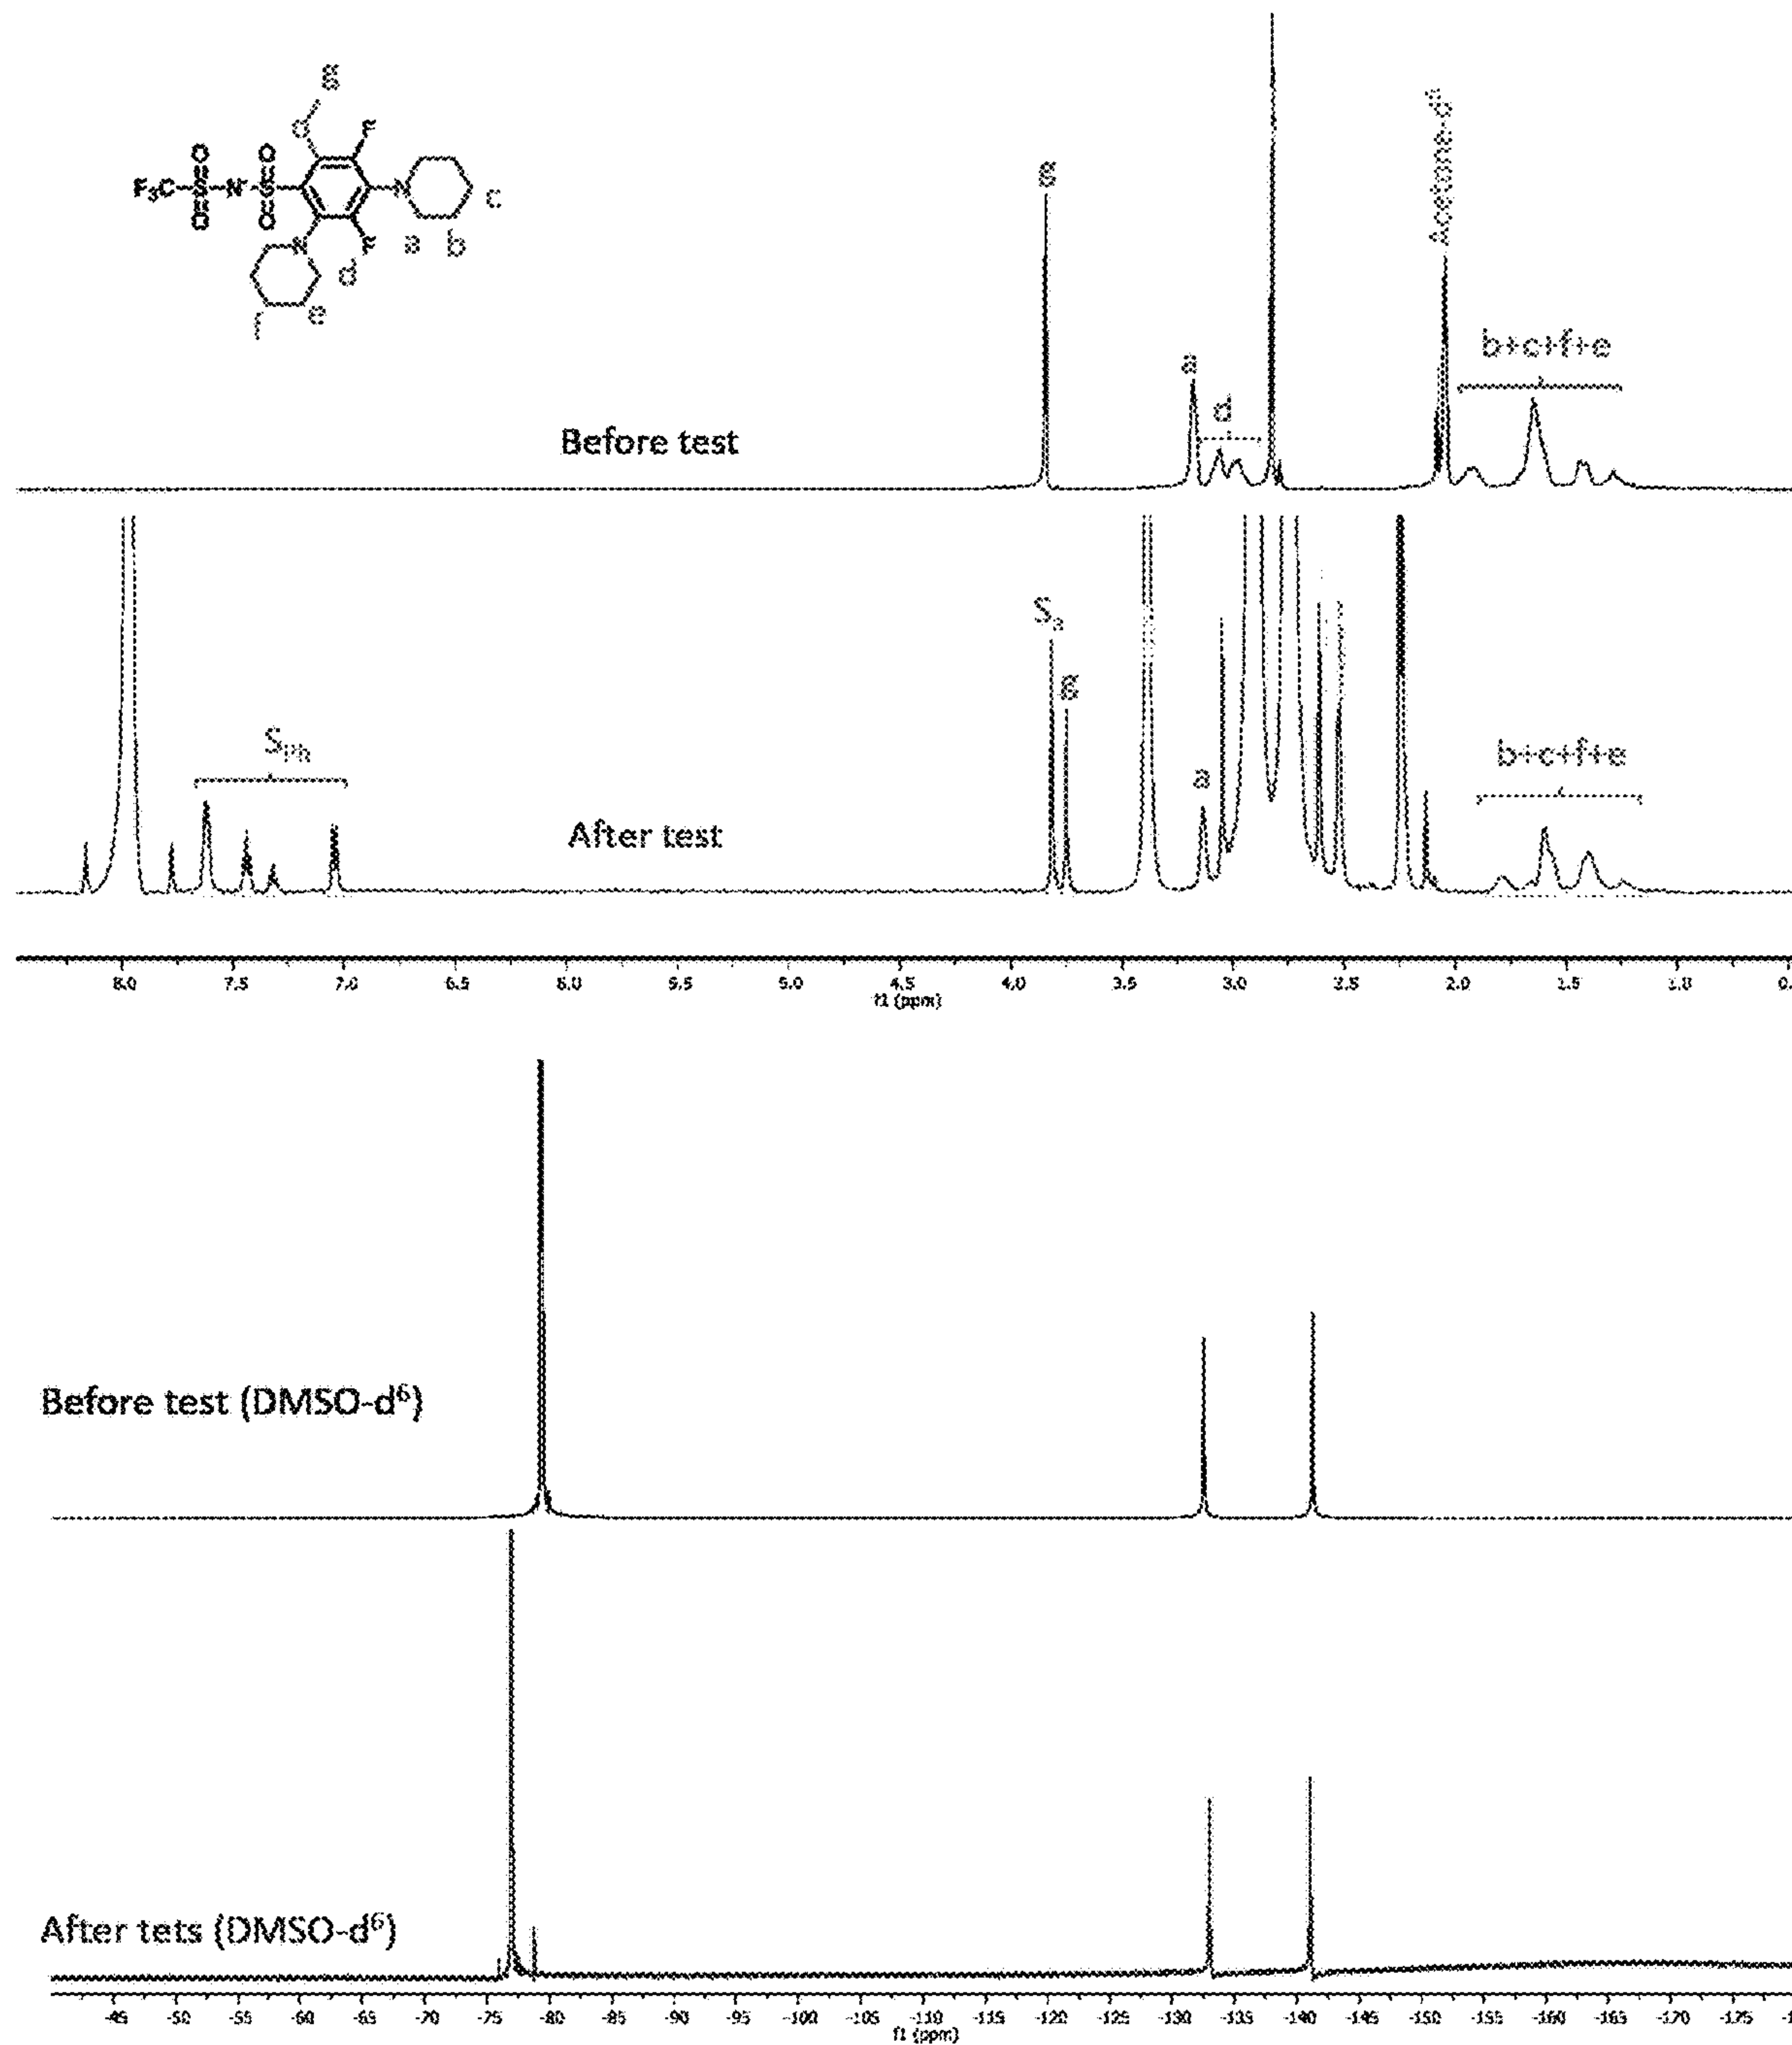 g
O F
O O
F₃C S N⁻ S N c
O O
N F a b
d
e
f
g
Acetone-d⁶
a
d
b+c+f+e
Before test
Sₐ
g
S_Ph
a
b+c+f+e
After test
8.0 7.5 7.0 6.5 6.0 5.5 5.0 4.5 4.0 3.5 3.0 2.5 2.0 1.5 1.0
f1 (ppm)
Before test (DMSO-d⁶)
After tets (DMSO-d⁶)
-45 -50 -55 -60 -65 -70 -75 -80 -85 -90 -95 -100 -105 -110 -115 -120 -125 -130 -135 -140 -145 -150 -155 -160 -165 -170 -175
f1 (ppm)